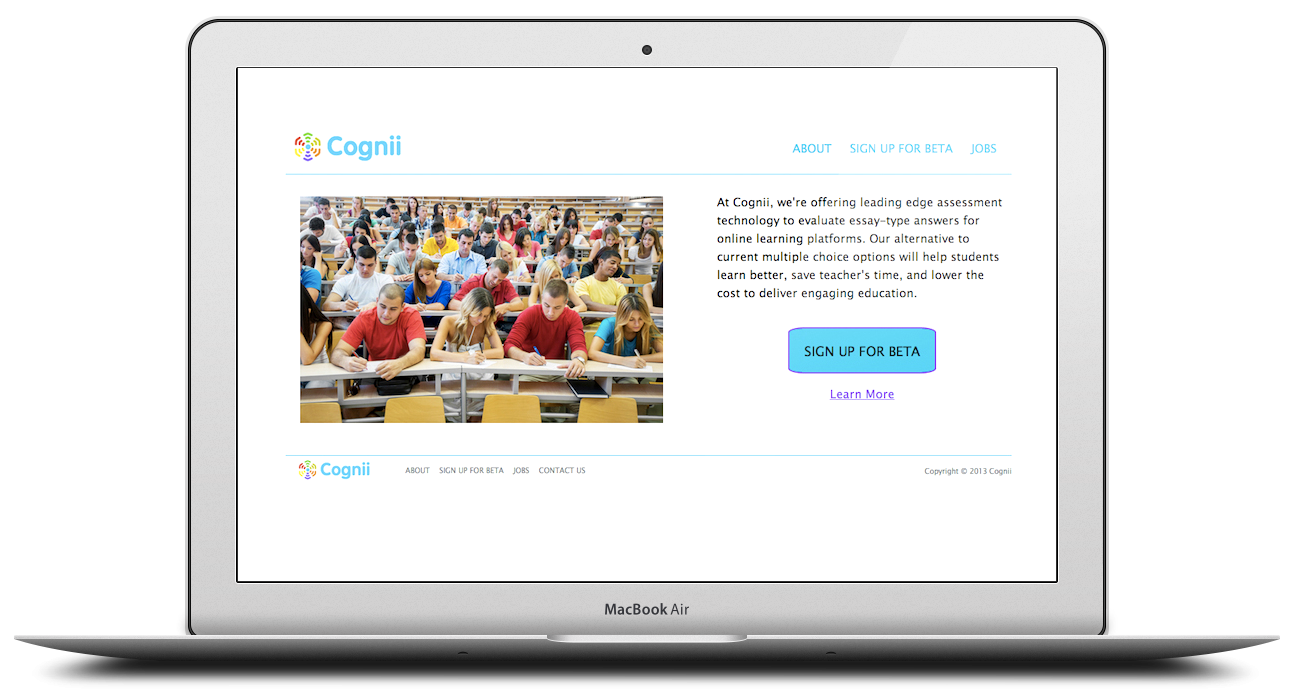 Cognii
ABOUT SIGN UP FOR BETA JOBS
At Cognii, we're offering leading edge assessment
technology to evaluate essay-type answers for
online learning platforms. Our alternative to
current multiple choice options will help students
learn better, save teacher's time, and lower the
cost to deliver engaging education.
SIGN UP FOR BETA
Learn More
Cognii
ABOUT SIGN UP FOR BETA JOBS CONTACT US
Copyright © 2013 Cognii
MacBook Air